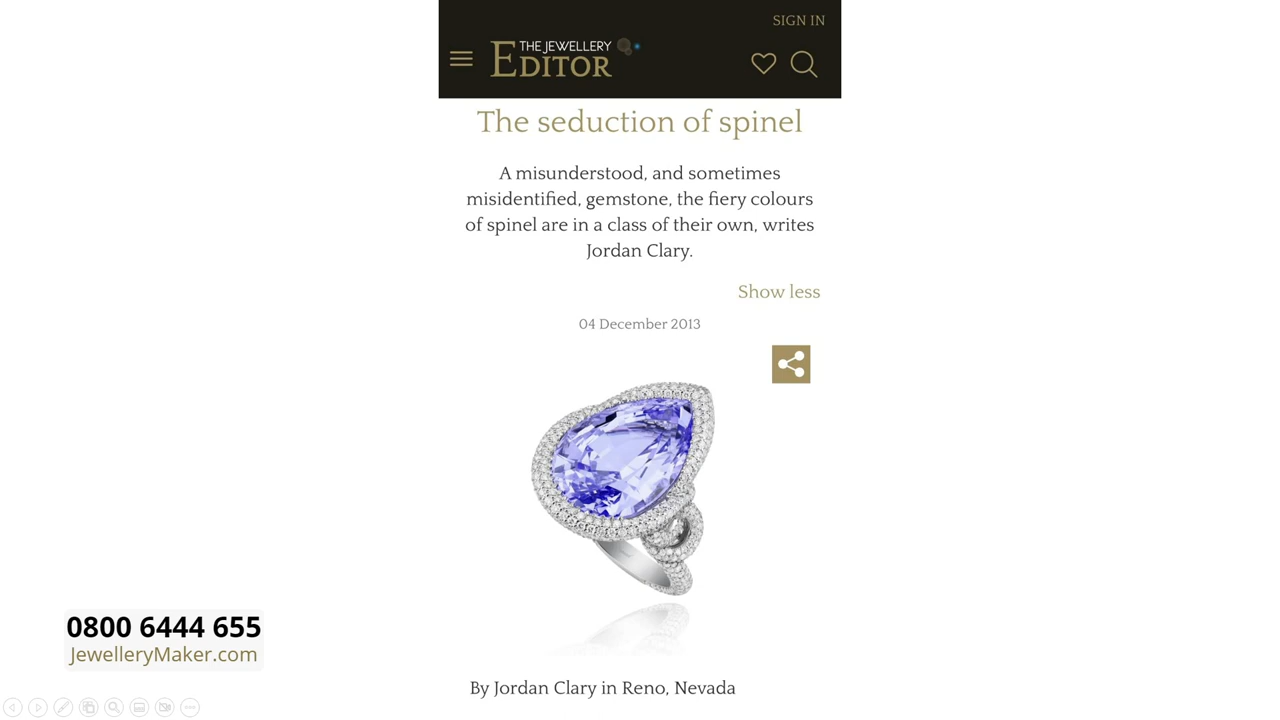 SIGN IN
THE JEWELLERY
EDITOR
The seduction of spinel
A misunderstood, and sometimes
misidentified, gemstone, the fiery colours
of spinel are in a class of their own, writes
Jordan Clary.
Show less
04 December 2013
0800 6444 655
JewelleryMaker.com
By Jordan Clary in Reno, Nevada